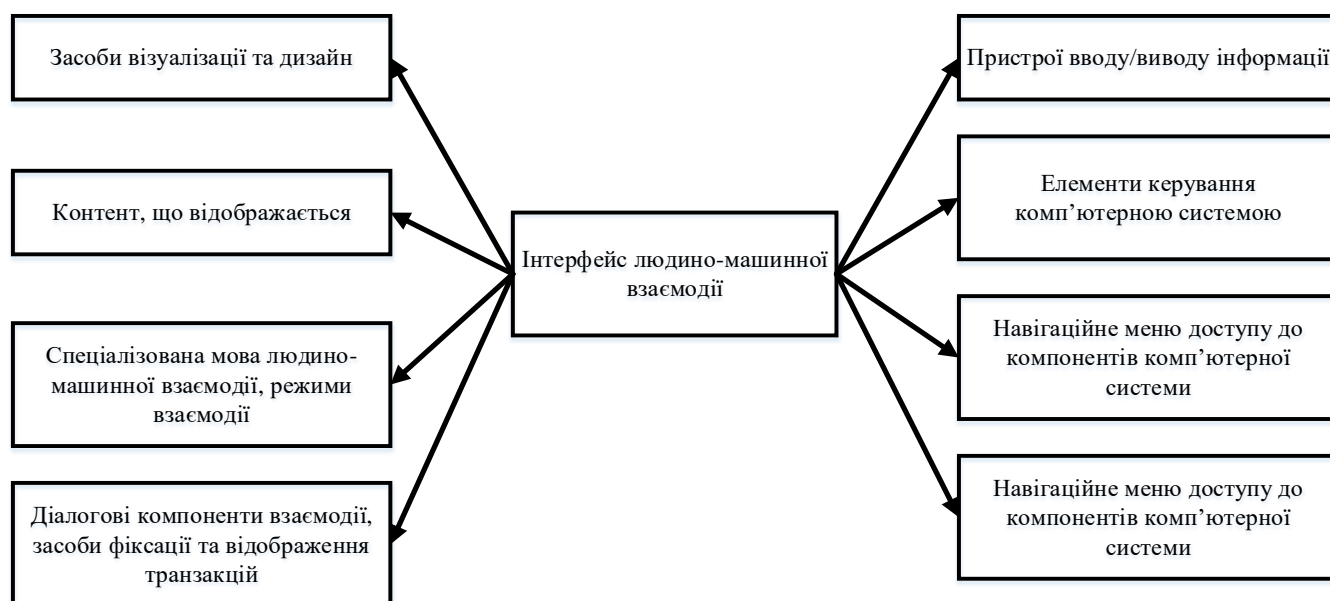 Засоби візуалізації та дизайн
Контент, що відображається
Спеціалізована мова людино-
машинної взаємодії, режими
взаємодії
Діалогові компоненти взаємодії,
засоби фіксації та відображення
транзакцій
Інтерфейс людино-машинної
взаємодії
Пристрої вводу/виводу інформації
Елементи керування
комп’ютерною системою
Навігаційне меню доступу до
компонентів комп’ютерної
системи
Навігаційне меню доступу до
компонентів комп’ютерної
системи